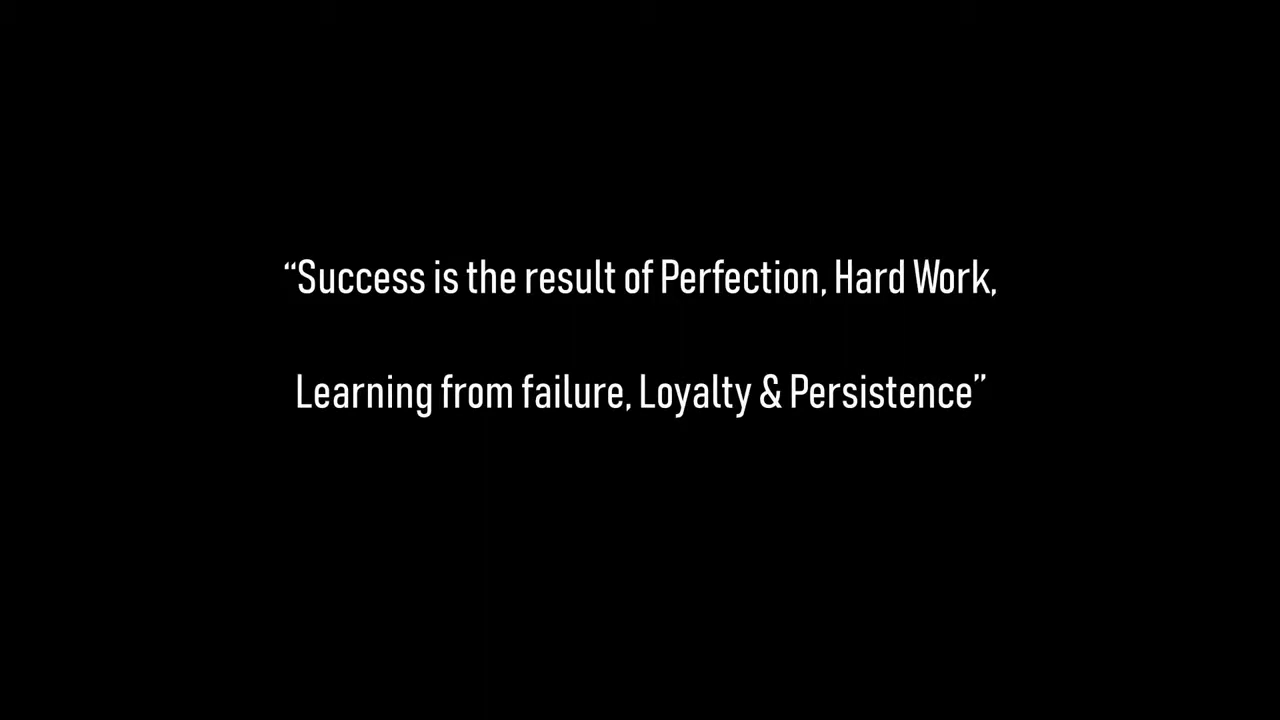 “Success is the result of Perfection, Hard Work,
Learning from failure, Loyalty & Persistence”